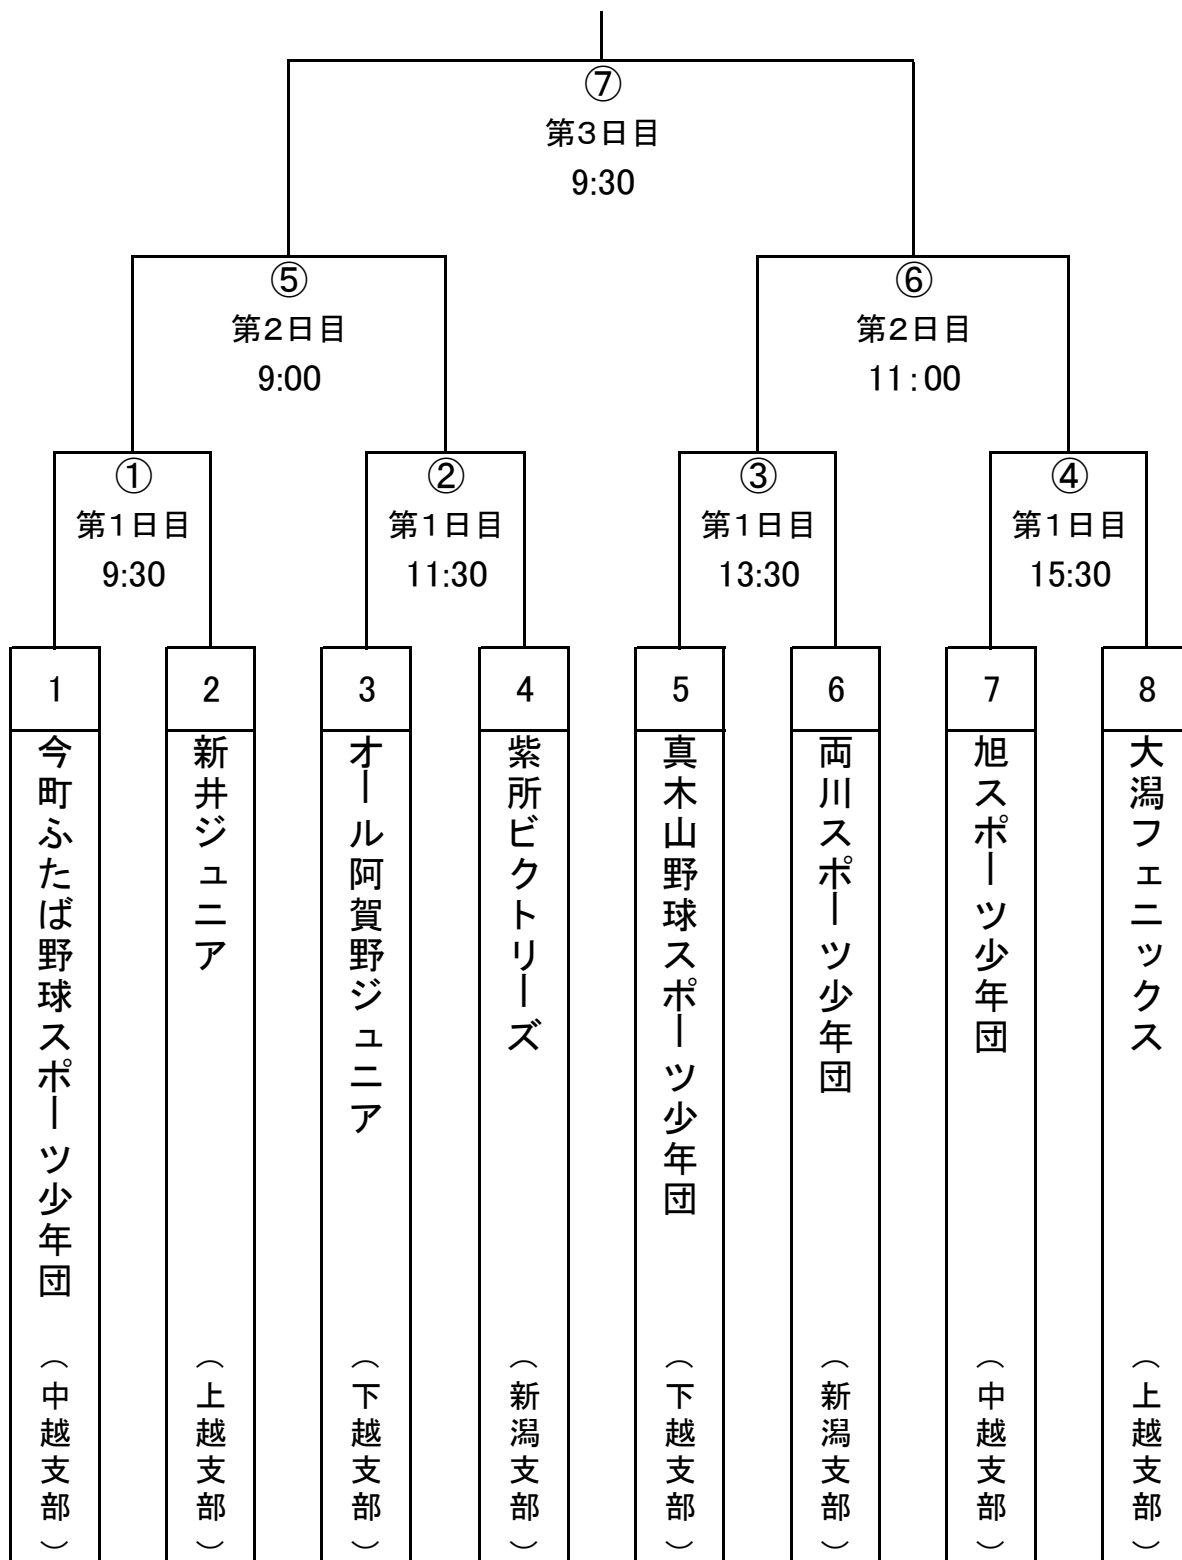 ⑦
第3日目
9:30
⑤
第2日目
9:00
⑥
第2日目
11:00
①
第1日目
9:30
②
第1日目
11:30
③
第1日目
13:30
④
第1日目
15:30
1
今町ふたば野球スポーツ少年団
（中越支部）
2
新井ジュニア
（上越支部）
3
オール阿賀野ジュニア
（下越支部）
4
紫所ビクトリーズ
（新潟支部）
5
真木山野球スポーツ少年団
（下越支部）
6
両川スポーツ少年団
（新潟支部）
7
旭スポーツ少年団
（中越支部）
8
大潟フェニックス
（上越支部）